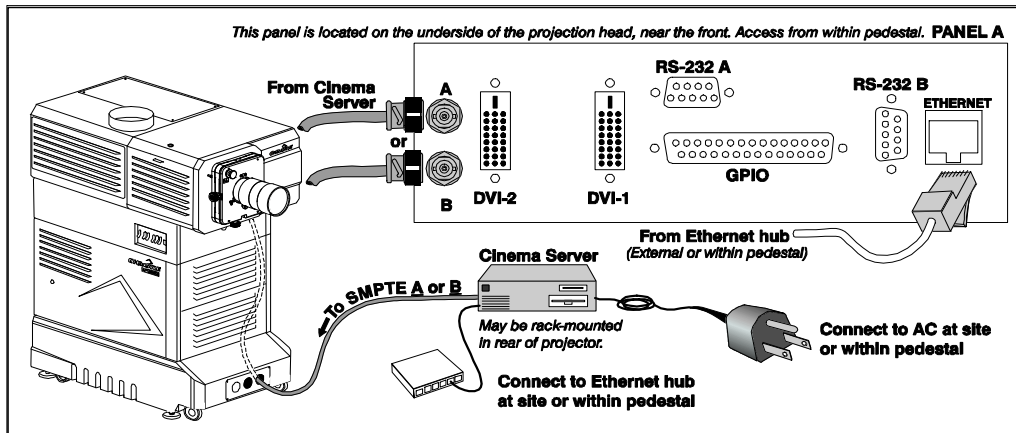 This panel is located on the underside of the projection head, near the front. Access from within pedestal. PANEL A
From Cinema
Server
A
or
B
DVI-2
DVI-1
RS-232 A
GPIO
RS-232 B
ETHERNET
From Ethernet hub
(External or within pedestal)
Cinema Server
To SMPTE A or B
May be rack-mounted
in rear of projector.
Connect to AC at site
or within pedestal
Connect to Ethernet hub
at site or within pedestal